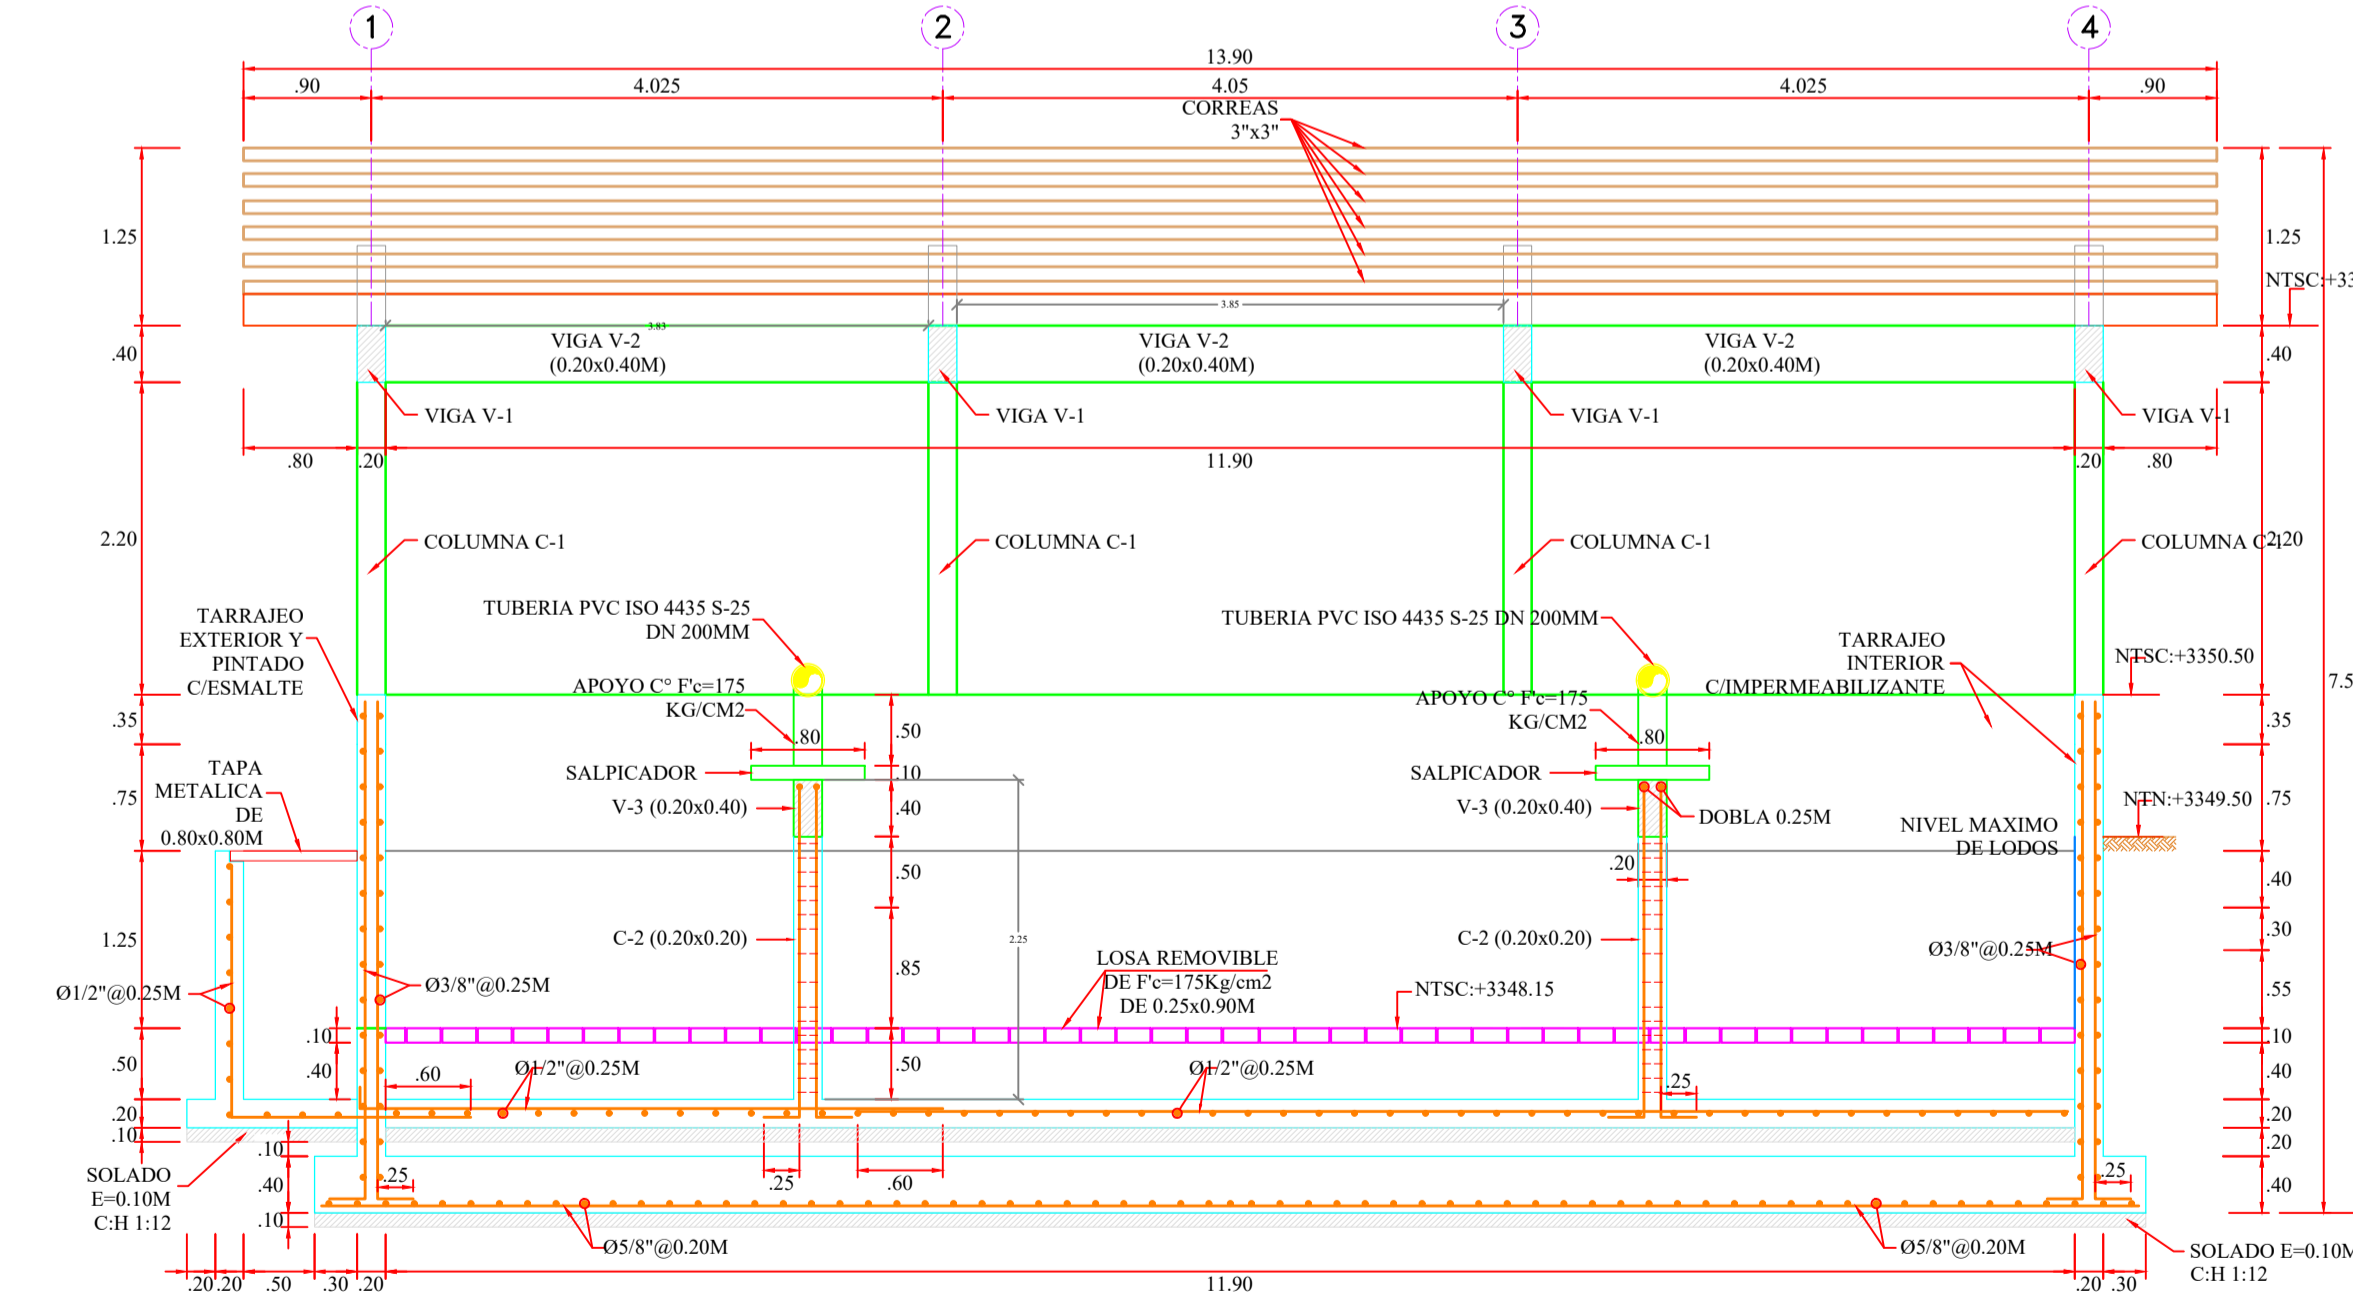 1
2
3
4
13.90
.90
4.025
4.05
4.025
.90
CORREAS
3"x3"
1.25
1.25
NTSC:+33
3.85
3.83
VIGA V-2
(0.20x0.40M)
VIGA V-2
(0.20x0.40M)
VIGA V-2
(0.20x0.40M)
.40
.40
VIGA V-1
VIGA V-1
VIGA V-1
VIGA V-1
.80
.20
11.90
.20
.80
2.20
COLUMNA C-1
COLUMNA C-1
COLUMNA C-1
COLUMNA C-1
2.20
TARRAJEO
EXTERIOR Y
PINTADO
C/ESMALTE
TUBERIA PVC ISO 4435 S-25
DN 200MM
TUBERIA PVC ISO 4435 S-25 DN 200MM
TARRAJEO
INTERIOR
C/IMPERMEABILIZANTE
NTSC:+3350.50
7.5
APOYO C° F'c=175
KG/CM2
APOYO C° F'c=175
KG/CM2
.35
.50
.35
.80
.80
TAPA
METALICA
DE
0.80x0.80M
SALPICADOR
.10
SALPICADOR
.75
V-3 (0.20x0.40)
.40
V-3 (0.20x0.40)
DOBLA 0.25M
NTN:+3349.50
.75
NIVEL MAXIMO
DE LODOS
.50
.20
.40
1.25
C-2 (0.20x0.20)
2.25
C-2 (0.20x0.20)
.30
Ø3/8"@0.25M
.85
LOSA REMOVIBLE
DE F'c=175Kg/cm2
DE 0.25x0.90M
NTSC:+3348.15
Ø1/2"@0.25M
Ø3/8"@0.25M
.55
.10
.10
.50
.40
.60
Ø1/2"@0.25M
.50
Ø1/2"@0.25M
.25
.40
.20
.20
.10
.10
.20
SOLADO
E=0.10M
C:H 1:12
.40
.25
.25
.60
.25
.40
.10
Ø5/8"@0.20M
Ø5/8"@0.20M
SOLADO E=0.10M
C:H 1:12
.20
.20
.50
.30
.20
11.90
.20
.30